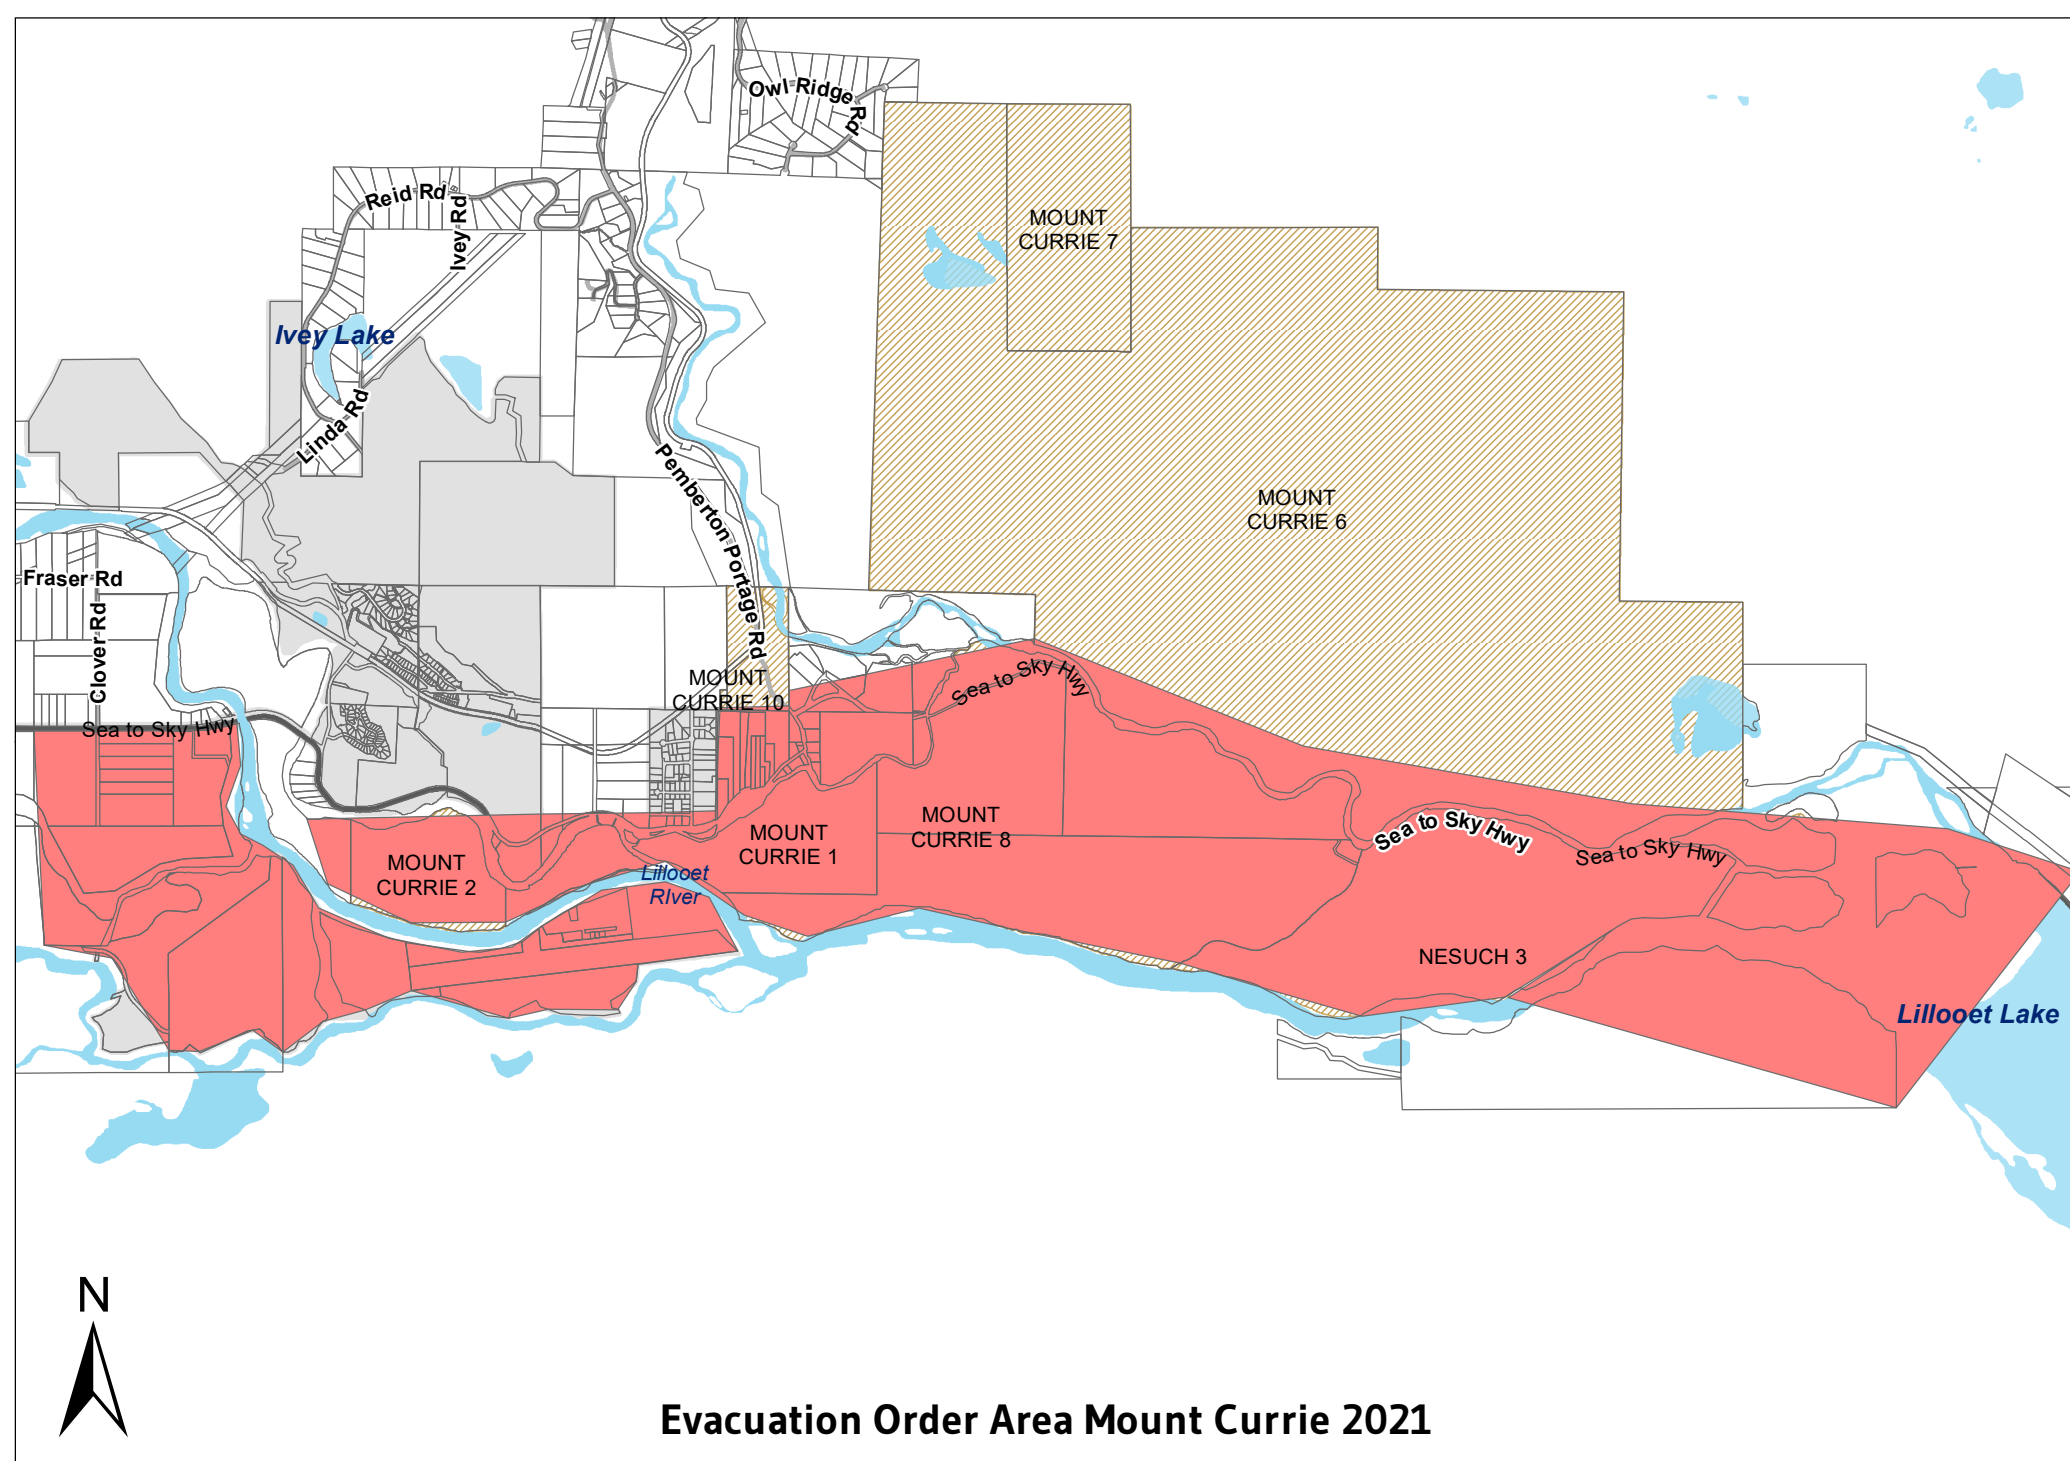 Owl Ridge Rd
Reid Rd
Ivey Rd
MOUNT
CURRIE 7
Ivey Lake
Linda Rd
Pemberton Portage Rd
MOUNT
CURRIE 6
Fraser Rd
Clover Rd
MOUNT
CURRIE 10
Sea to Sky Hwy
Sea to Sky Hwy
MOUNT
CURRIE 8
MOUNT
CURRIE 1
MOUNT
CURRIE 2
Sea to Sky Hwy
Sea to Sky Hwy
Lillooet
RIver
NESUCH 3
Lillooet Lake
N
Evacuation Order Area Mount Currie 2021